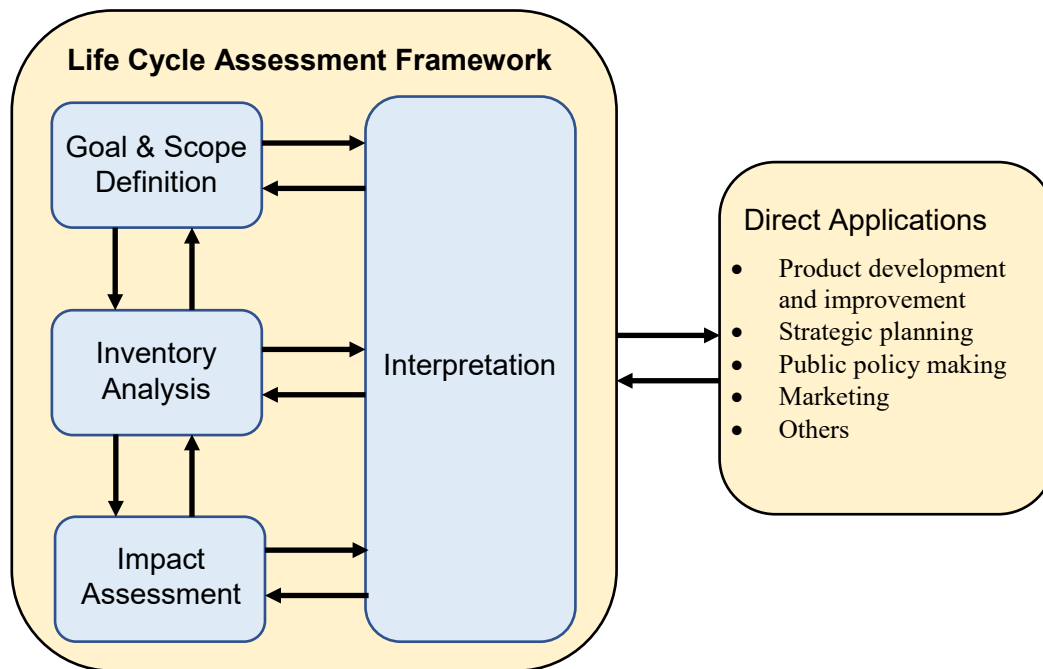 Life Cycle Assessment Framework
Goal & Scope
Definition
Inventory
Analysis
Impact
Assessment
Interpretation
Direct Applications
• Product development
and improvement
• Strategic planning
• Public policy making
• Marketing
• Others